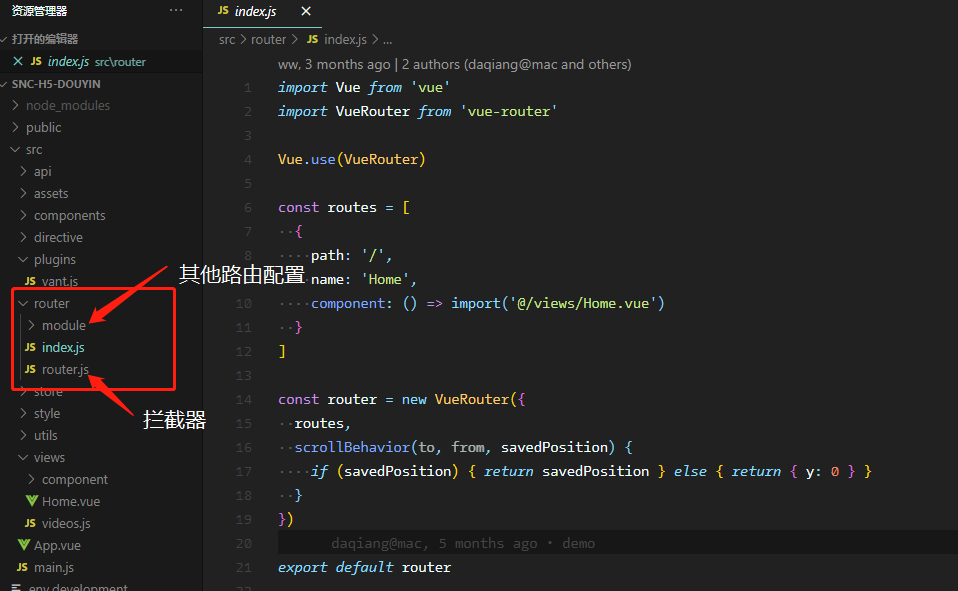 资源管理器 ···
打开的编辑器
× JS index.js src\router
SNC-H5-DOUYIN
node_modules
public
src
api
assets
components
directive
plugins
JS vant.js
router
module
JS index.js
JS router.js
store
style
utils
views
component
Home.vue
JS videos.js
App.vue
JS main.js
.env.development
其他路由配置
拦截器
JS index.js ×
src > router > JS index.js > ...
ww, 3 months ago | 2 authors (daqiang@mac and others)
1 import Vue from 'vue'
2 import VueRouter from 'vue-router'
3
4 Vue.use(VueRouter)
5
6 const routes = [
7 {
8 path: '/',
9 name: 'Home',
10 component: () => import('@/views/Home.vue')
11 }
12 ]
13
14 const router = new VueRouter({
15 routes,
16 scrollBehavior(to, from, savedPosition) {
17 if (savedPosition) { return savedPosition } else { return { y: 0 } }
18 }
19 })
20 daqiang@mac, 5 months ago • demo
21 export default router
22